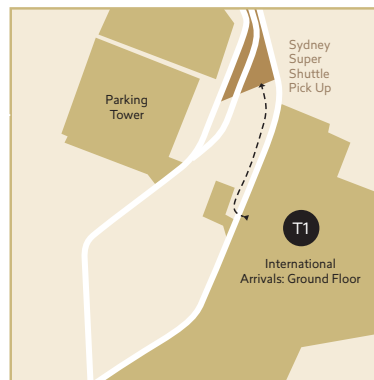 Sydney
Super
Shuttle
Pick Up
Parking
Tower
T1
International
Arrivals: Ground Floor